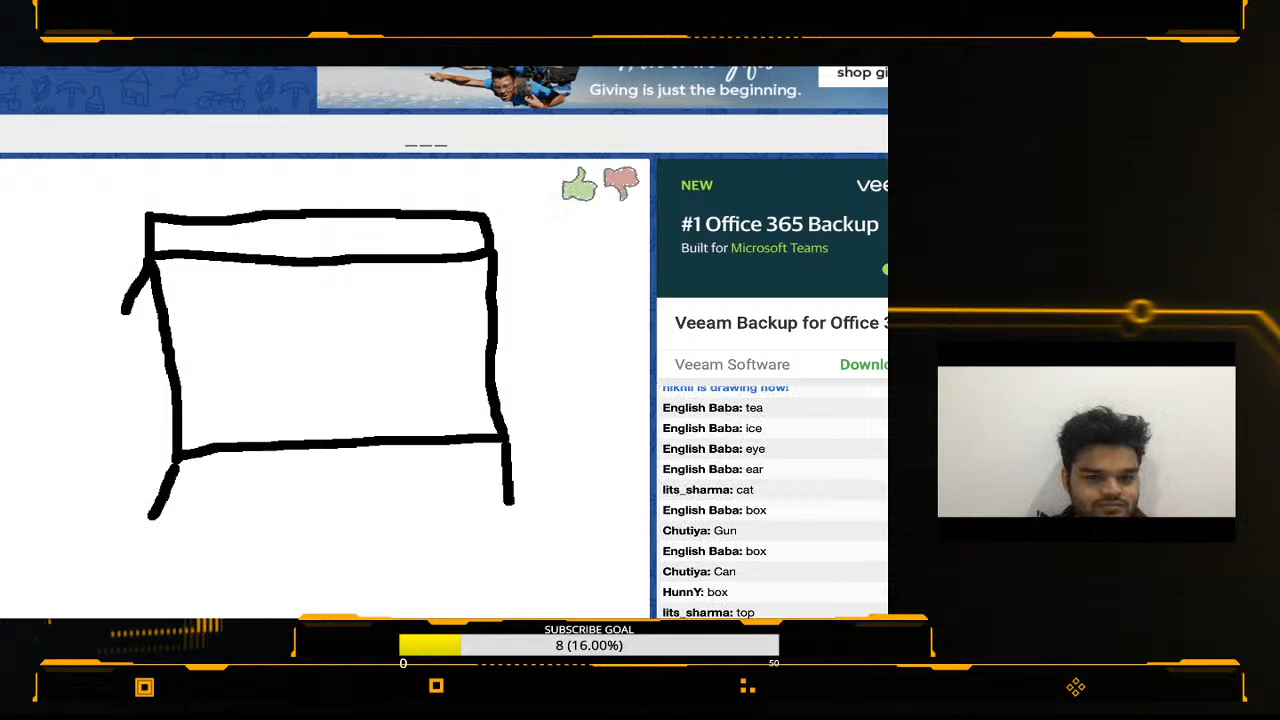 Giving is just the beginning.
shop gi
_ _ _
NEW
vee
#1 Office 365 Backup
Built for Microsoft Teams
Veeam Backup for Office 3
Veeam Software
Downlo
nikhil is drawing now!
English Baba: tea
English Baba: ice
English Baba: eye
English Baba: ear
lits_sharma: cat
English Baba: box
Chutiya: Gun
English Baba: box
Chutiya: Can
HunnY: box
lits_sharma: top
SUBSCRIBE GOAL
8 (16.00%)
0
50